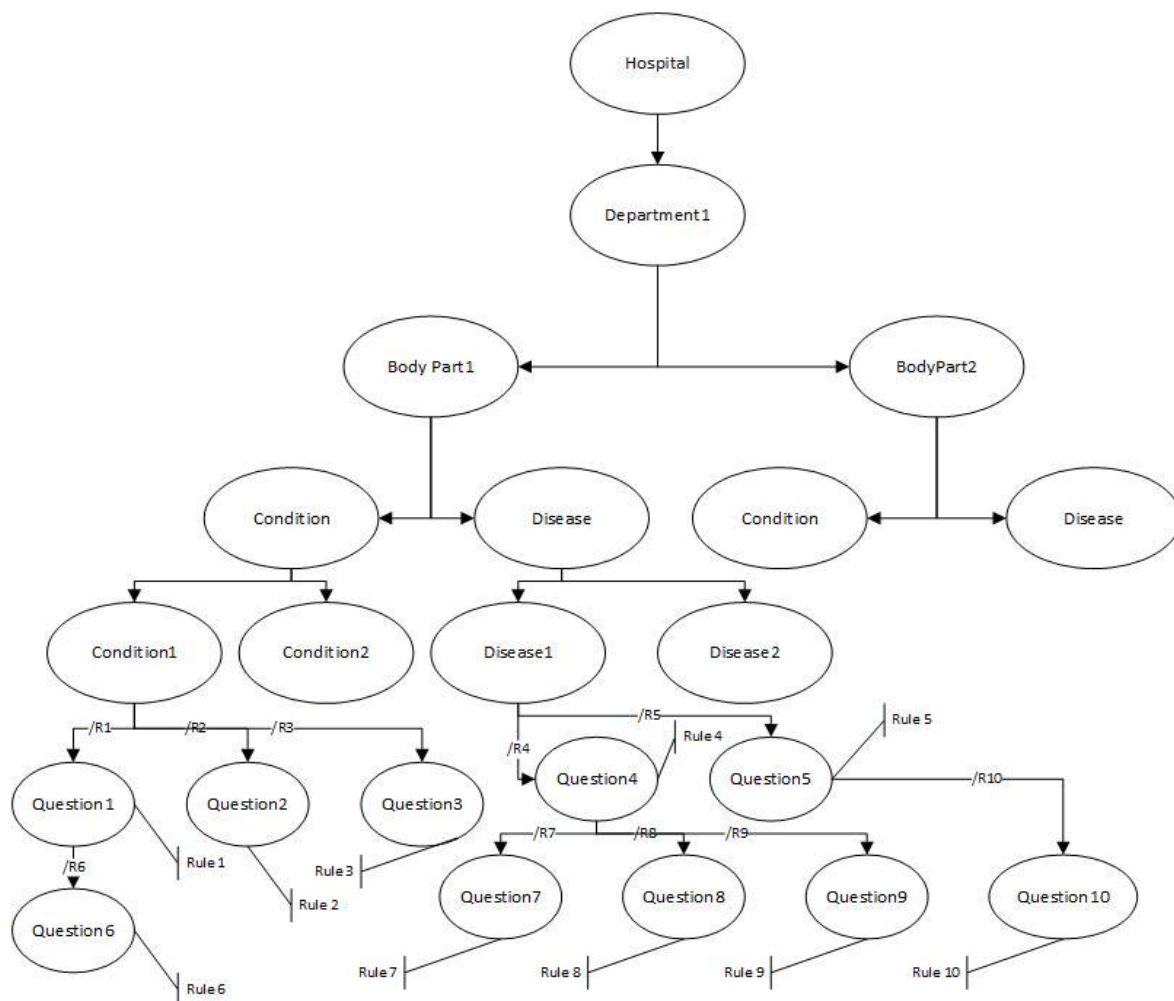 Hospital
Department1
Body Part1
BodyPart2
Condition
Disease
Condition
Disease
Condition1
Condition2
Disease1
Disease2
/R1
/R2
/R3
/R4
/R5
Rule 4
Rule 5
Question1
Question2
Question3
Question4
Question5
/R10
/R6
Rule 1
Rule 2
Rule 3
/R7
/R8
/R9
Question6
Question7
Question8
Question9
Question10
Rule 6
Rule 7
Rule 8
Rule 9
Rule 10